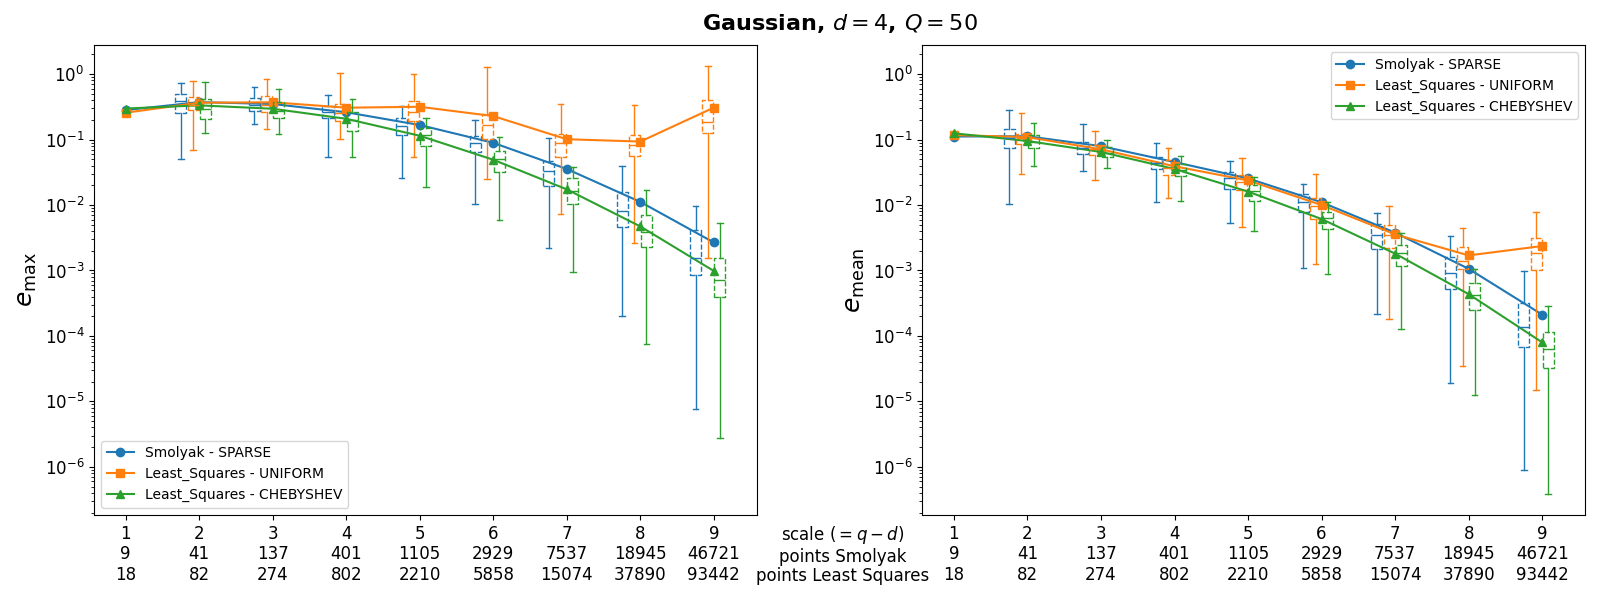 Gaussian, d = 4, Q = 50
10^0
10^-1
10^-2
10^-3
10^-4
10^-5
10^-6
e_max
Smolyak - SPARSE
Least_Squares - UNIFORM
Least_Squares - CHEBYSHEV
1 2 3 4 5 6 7 8 9
9 41 137 401 1105 2929 7537 18945 46721
18 82 274 802 2210 5858 15074 37890 93442
scale (= q − d)
points Smolyak
points Least Squares
10^0
10^-1
10^-2
10^-3
10^-4
10^-5
10^-6
e_mean
Smolyak - SPARSE
Least_Squares - UNIFORM
Least_Squares - CHEBYSHEV
1 2 3 4 5 6 7 8 9
9 41 137 401 1105 2929 7537 18945 46721
18 82 274 802 2210 5858 15074 37890 93442